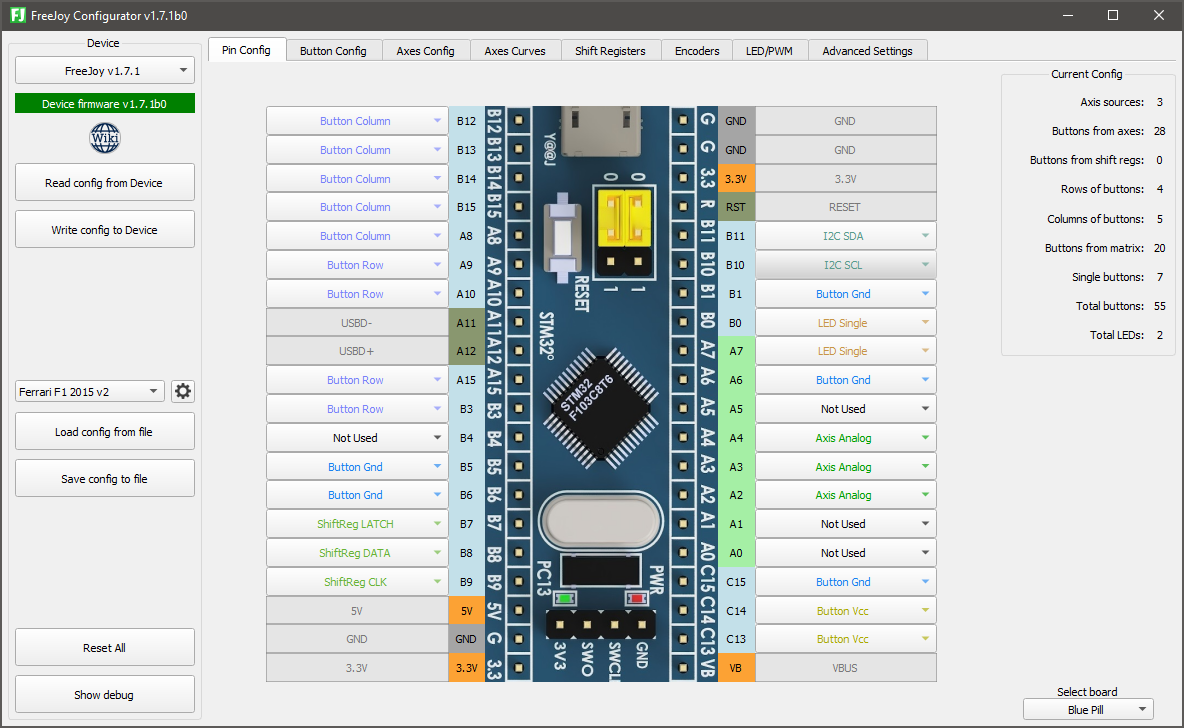 FreeJoy Configurator v1.7.1b0
Device
FreeJoy v1.7.1
Device firmware v1.7.1b0
Wiki
Read config from Device
Write config to Device
Ferrari F1 2015 v2
Load config from file
Save config to file
Reset All
Show debug
Pin Config Button Config Axes Config Axes Curves Shift Registers Encoders LED/PWM Advanced Settings
Button Column B12 B12 G GND GND
Button Column B13 B13 G GND GND
Button Column B14 B14 3.3 3.3V 3.3V
Button Column B15 B15 R RST RESET
Button Column A8 A8 B11 B11 I2C SDA
Button Row A9 A9 B10 B10 I2C SCL
Button Row A10 A10 B1 B1 Button Gnd
USBD- A11 A11 B0 B0 LED Single
USBD+ A12 A12 A7 A7 LED Single
Button Row A15 A15 A6 A6 Button Gnd
Button Row B3 B3 A5 A5 Not Used
Not Used B4 B4 A4 A4 Axis Analog
Button Gnd B5 B5 A3 A3 Axis Analog
Button Gnd B6 B6 A2 A2 Axis Analog
ShiftReg LATCH B7 B7 A1 A1 Not Used
ShiftReg DATA B8 B8 A0 A0 Not Used
ShiftReg CLK B9 B9 C15 C15 Button Gnd
5V 5V 5V C14 C14 Button Vcc
GND GND G C13 C13 Button Vcc
3.3V 3.3V 3.3 VB VB VBUS
Y@@J
0 0
RESET
1 1
STM32°
STM32
F103C8T6
PC13
PWR
3V3
SWO
SWCL
GND
Current Config
Axis sources: 3
Buttons from axes: 28
Buttons from shift regs: 0
Rows of buttons: 4
Columns of buttons: 5
Buttons from matrix: 20
Single buttons: 7
Total buttons: 55
Total LEDs: 2
Select board
Blue Pill